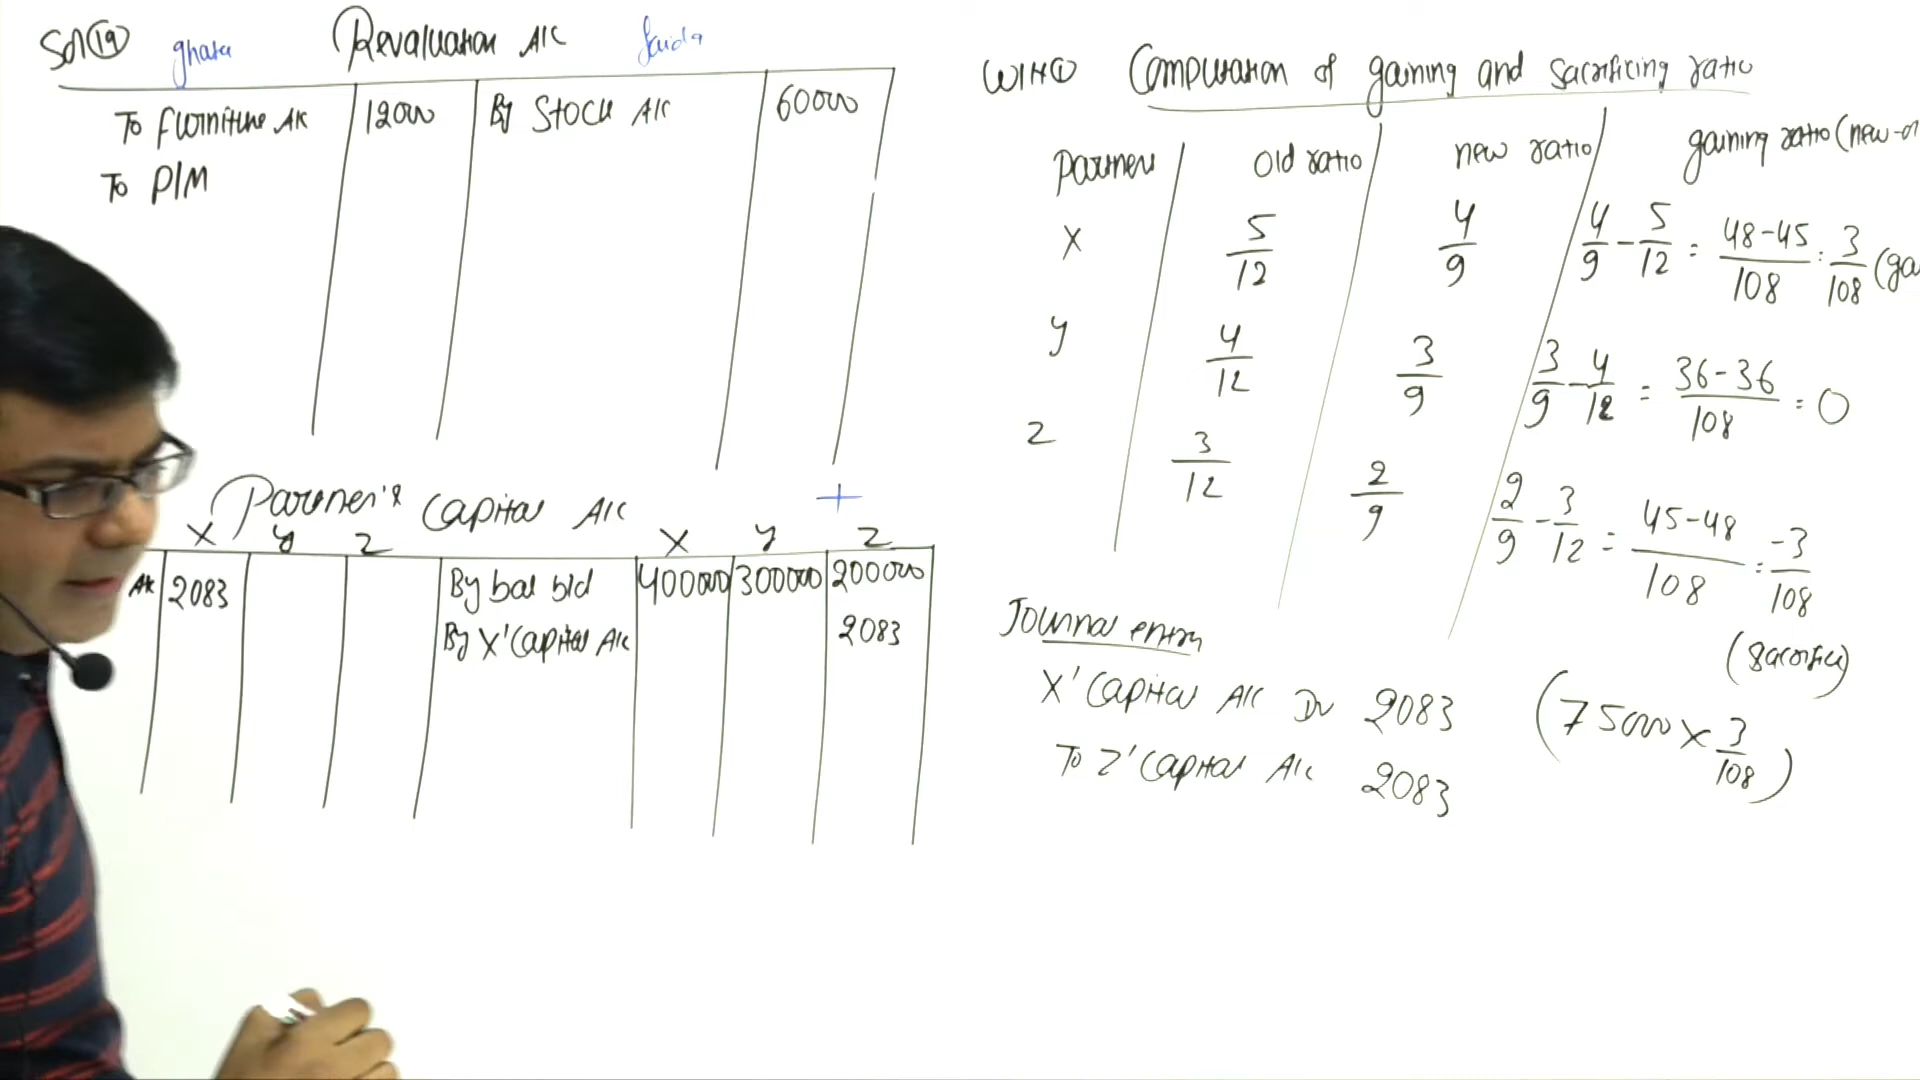 Sol 19 ghata Revaluation A/c faida
To Furniture A/c 12000 By Stock A/c 60000
To P/M
Partner's Capital A/c +
X Y Z X Y Z
A/c 2083 By bal b/d 400000 300000 200000
By X' Capital A/c 2083
W/N 1 Computation of gaining and sacrificing ratio
Partners Old ratio new ratio gaining ratio (new-
X 5/12 4/9 4/9 - 5/12 = 48-45/108 = 3/108 (ga
Y 4/12 3/9 3/9 - 4/12 = 36-36/108 = 0
Z 3/12 2/9 2/9 - 3/12 = 45-48/108 = -3/108
(Sacrifice)
Journal entry
X' Capital A/c Dr 2083 (75000 × 3/108)
To Z' Capital A/c 2083